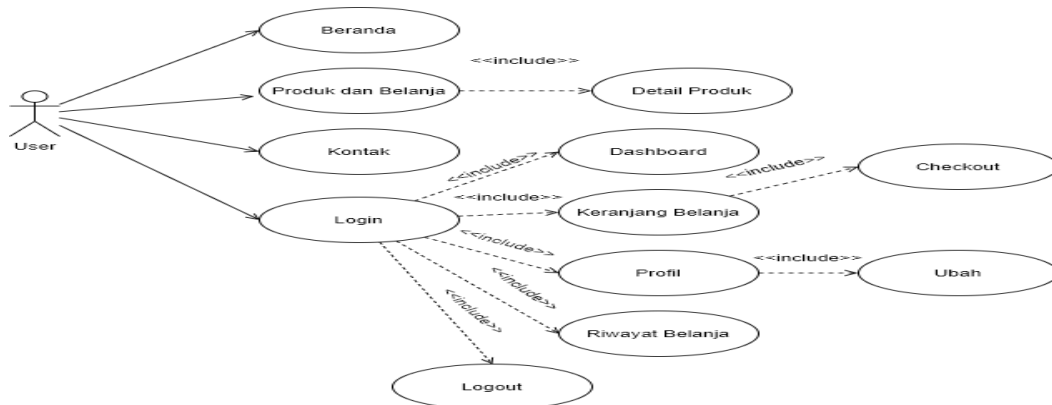 Beranda
<<include>>
Produk dan Belanja
Detail Produk
User
Kontak
<<include>>
Dashboard
<<include>>
Checkout
<<include>>
Login
Keranjang Belanja
<<include>>
Profil
<<include>>
Ubah
<<include>>
<<include>>
Riwayat Belanja
Logout